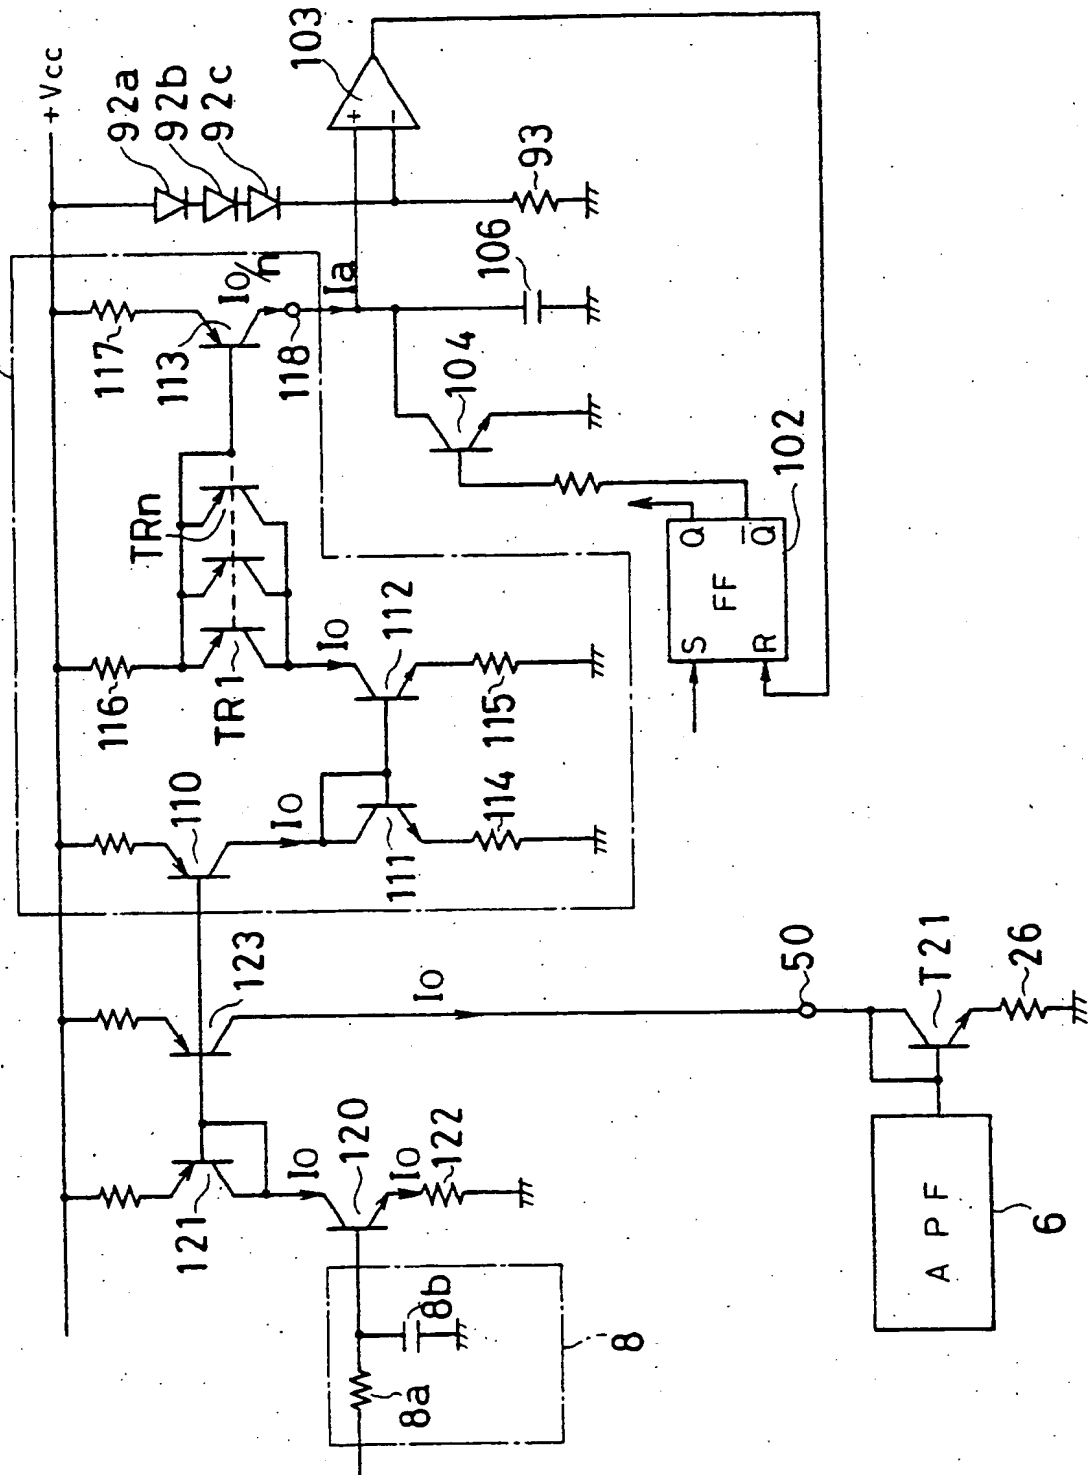 +Vcc
92a
92b
92c
103
+
−
93
117
113
Io/n
118
Ia
106
104
TRn
116
TR1
Io
112
115
102
Q
Q̄
FF
S
R
110
Io
111
114
123
Io
50
T21
26
121
Io
120
Io
122
8b
8a
8
APF
6